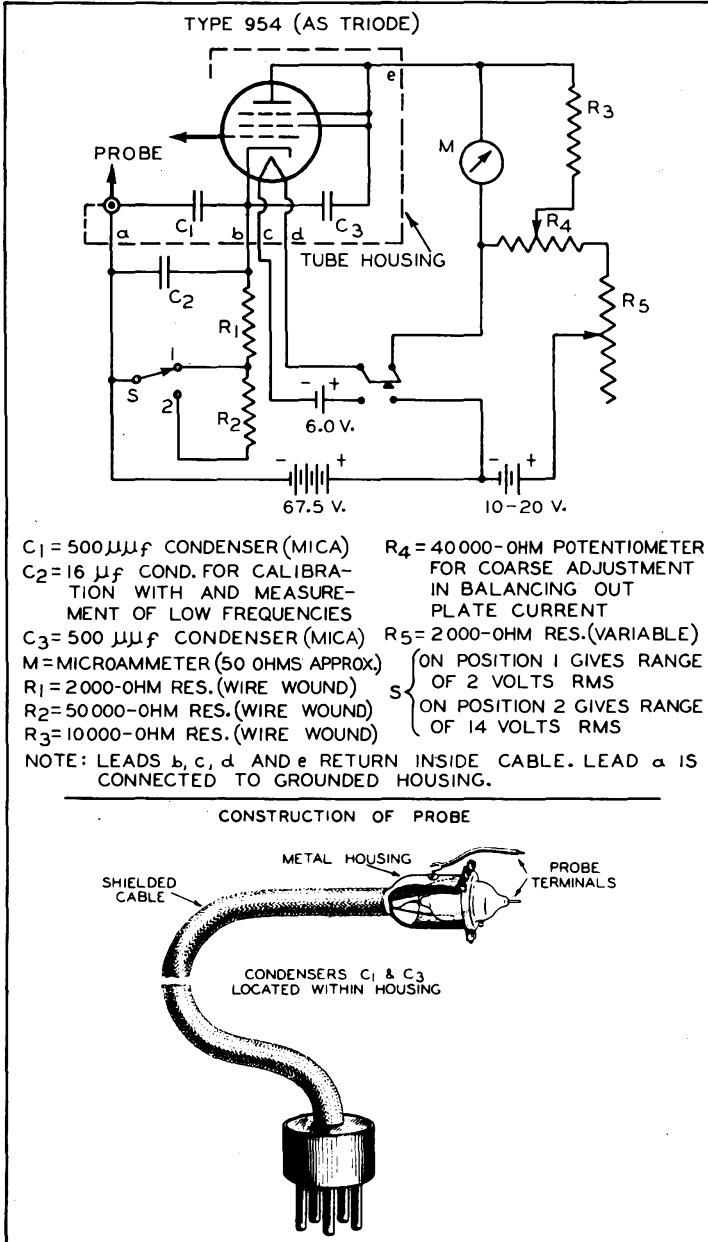 TYPE 954 (AS TRIODE)
e
R3
PROBE
M
C1
C3
a
b
c
d
R4
TUBE HOUSING
C2
R1
R5
1
S
2
R2
- +
6.0 V.
- +
67.5 V.
- +
10-20 V.
C1 = 500 μμf CONDENSER (MICA)
C2 = 16 μf COND. FOR CALIBRA-
TION WITH AND MEASURE-
MENT OF LOW FREQUENCIES
C3 = 500 μμf CONDENSER (MICA)
M = MICROAMMETER (50 OHMS APPROX.)
R1 = 2000-OHM RES. (WIRE WOUND)
R2 = 50000-OHM RES. (WIRE WOUND)
R3 = 10000-OHM RES. (WIRE WOUND)
R4 = 40000-OHM POTENTIOMETER
FOR COARSE ADJUSTMENT
IN BALANCING OUT
PLATE CURRENT
R5 = 2000-OHM RES. (VARIABLE)
S { ON POSITION 1 GIVES RANGE
OF 2 VOLTS RMS
ON POSITION 2 GIVES RANGE
OF 14 VOLTS RMS
NOTE: LEADS b, c, d AND e RETURN INSIDE CABLE. LEAD a IS
CONNECTED TO GROUNDED HOUSING.
CONSTRUCTION OF PROBE
METAL HOUSING
SHIELDED
CABLE
PROBE
TERMINALS
CONDENSERS C1 & C3
LOCATED WITHIN HOUSING